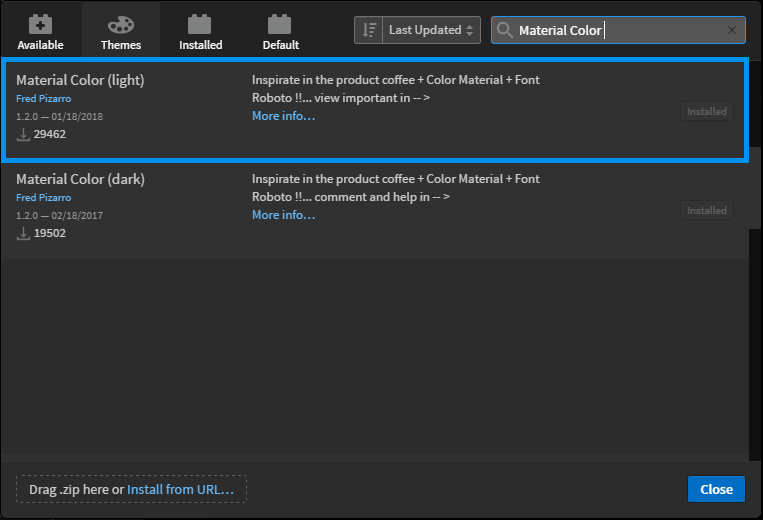 Available
Themes
Installed
Default
Last Updated
Material Color
×
Material Color (light)
Fred Pizarro
1.2.0 — 01/18/2018
29462
Inspirate in the product coffee + Color Material + Font
Roboto !!... view important in -- >
More info…
Installed
Material Color (dark)
Fred Pizarro
1.2.0 — 02/18/2017
19502
Inspirate in the product coffee + Color Material + Font
Roboto !!... comment and help in -- >
More info…
Installed
Drag .zip here or Install from URL…
Close